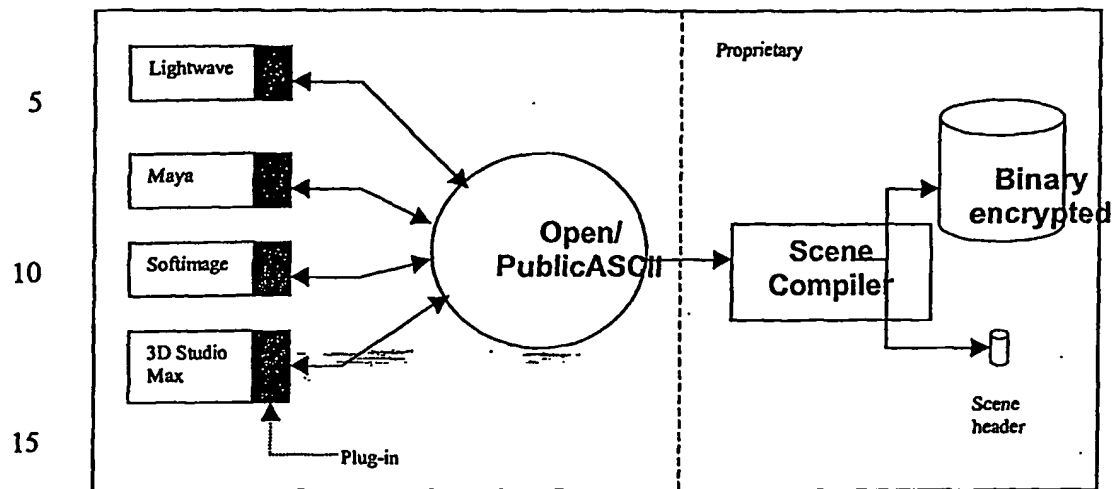 Lightwave
Proprietary
5
Maya
Binary
encrypted
Open/
PublicASCII
Scene
Compiler
10
Softimage
3D Studio
Max
Scene
header
15
Plug-in